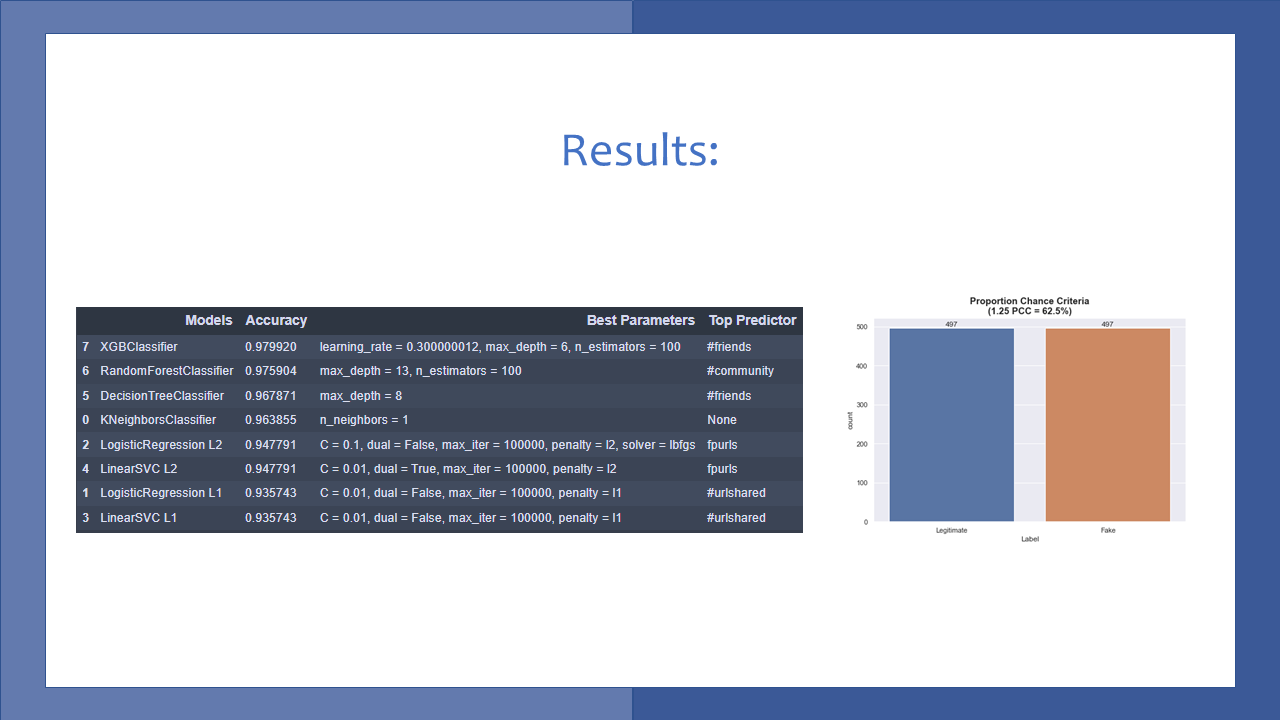 Results:
Models Accuracy Best Parameters Top Predictor
7 XGBClassifier 0.979920 learning_rate = 0.300000012, max_depth = 6, n_estimators = 100 #friends
6 RandomForestClassifier 0.975904 max_depth = 13, n_estimators = 100 #community
5 DecisionTreeClassifier 0.967871 max_depth = 8 #friends
0 KNeighborsClassifier 0.963855 n_neighbors = 1 None
2 LogisticRegression L2 0.947791 C = 0.1, dual = False, max_iter = 100000, penalty = l2, solver = lbfgs fpurls
4 LinearSVC L2 0.947791 C = 0.01, dual = True, max_iter = 100000, penalty = l2 fpurls
1 LogisticRegression L1 0.935743 C = 0.01, dual = False, max_iter = 100000, penalty = l1 #urlshared
3 LinearSVC L1 0.935743 C = 0.01, dual = False, max_iter = 100000, penalty = l1 #urlshared
Proportion Chance Criteria
(1.25 PCC = 62.5%)
497 497
500
400
300
200
100
0
count
Legitimate Fake
Label